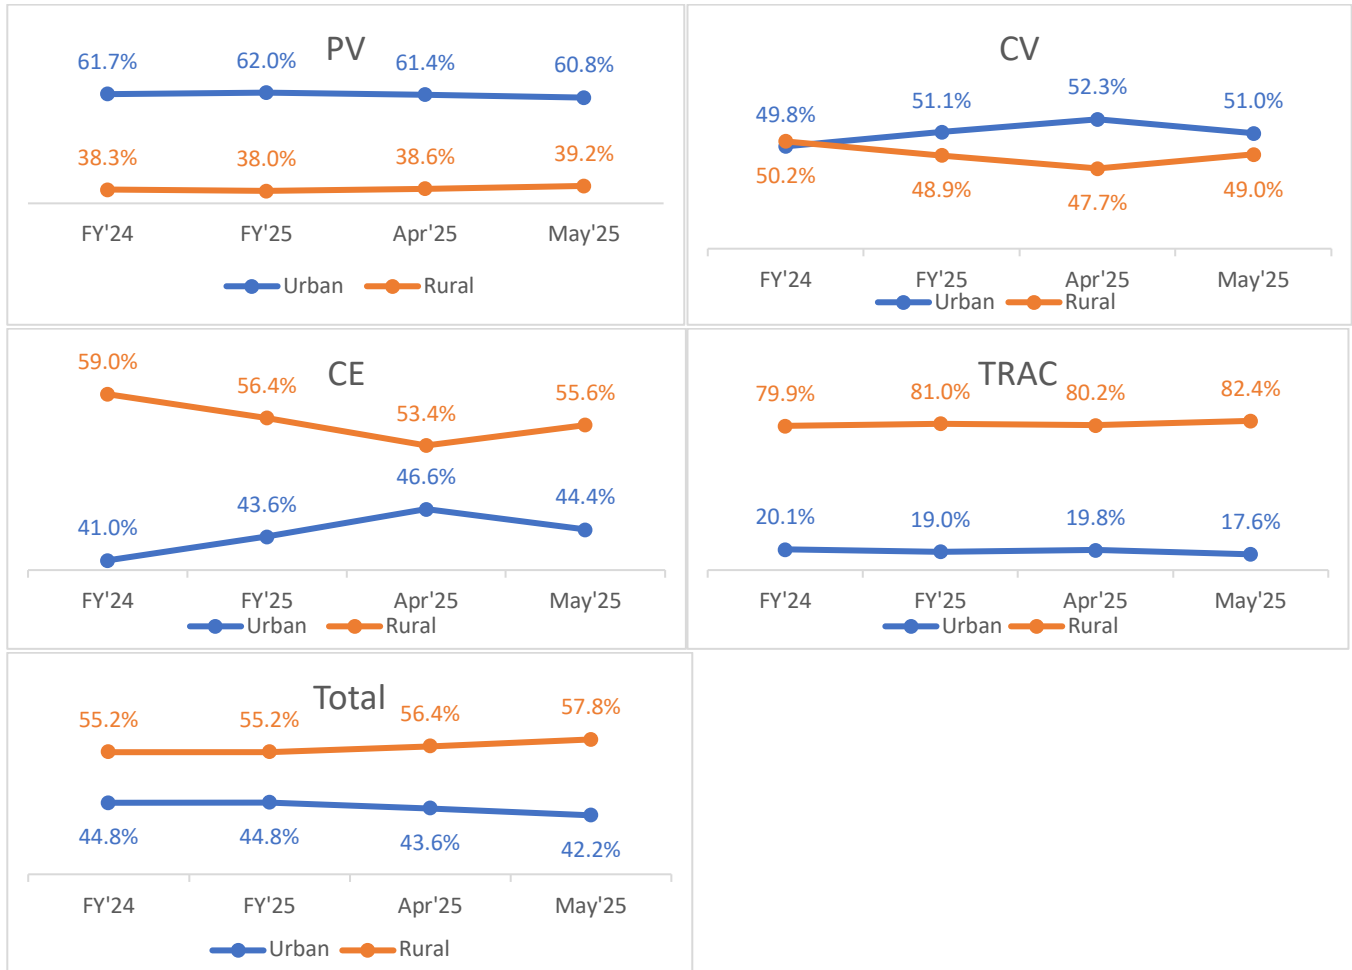 PV
61.7% 62.0% 61.4% 60.8%
38.3% 38.0% 38.6% 39.2%
FY'24 FY'25 Apr'25 May'25
Urban Rural
CV
49.8% 51.1% 52.3% 51.0%
50.2% 48.9% 47.7% 49.0%
FY'24 FY'25 Apr'25 May'25
Urban Rural
CE
59.0% 56.4% 53.4% 55.6%
41.0% 43.6% 46.6% 44.4%
FY'24 FY'25 Apr'25 May'25
Urban Rural
TRAC
79.9% 81.0% 80.2% 82.4%
20.1% 19.0% 19.8% 17.6%
FY'24 FY'25 Apr'25 May'25
Urban Rural
Total
55.2% 55.2% 56.4% 57.8%
44.8% 44.8% 43.6% 42.2%
FY'24 FY'25 Apr'25 May'25
Urban Rural